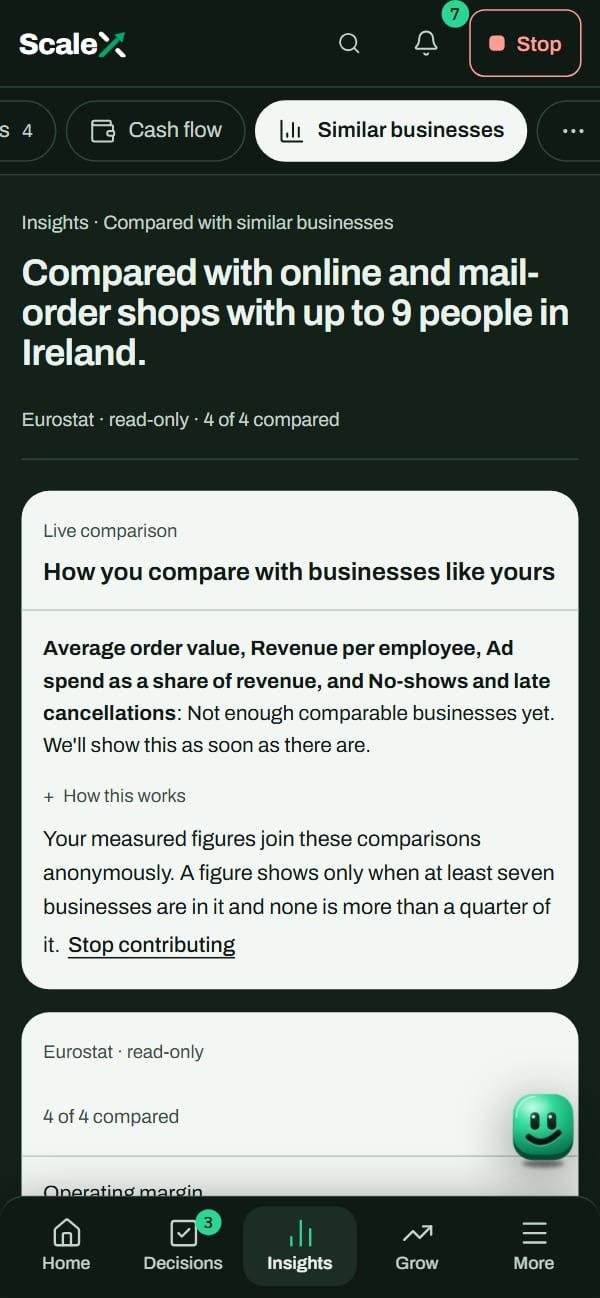 ScaleX
7
Stop
s 4
Cash flow
Similar businesses
Insights · Compared with similar businesses
Compared with online and mail-
order shops with up to 9 people in
Ireland.
Eurostat · read-only · 4 of 4 compared
Live comparison
How you compare with businesses like yours
Average order value, Revenue per employee, Ad
spend as a share of revenue, and No-shows and late
cancellations: Not enough comparable businesses yet.
We'll show this as soon as there are.
+ How this works
Your measured figures join these comparisons
anonymously. A figure shows only when at least seven
businesses are in it and none is more than a quarter of
it. Stop contributing
Eurostat · read-only
4 of 4 compared
Operating margin
3
Home
Decisions
Insights
Grow
More